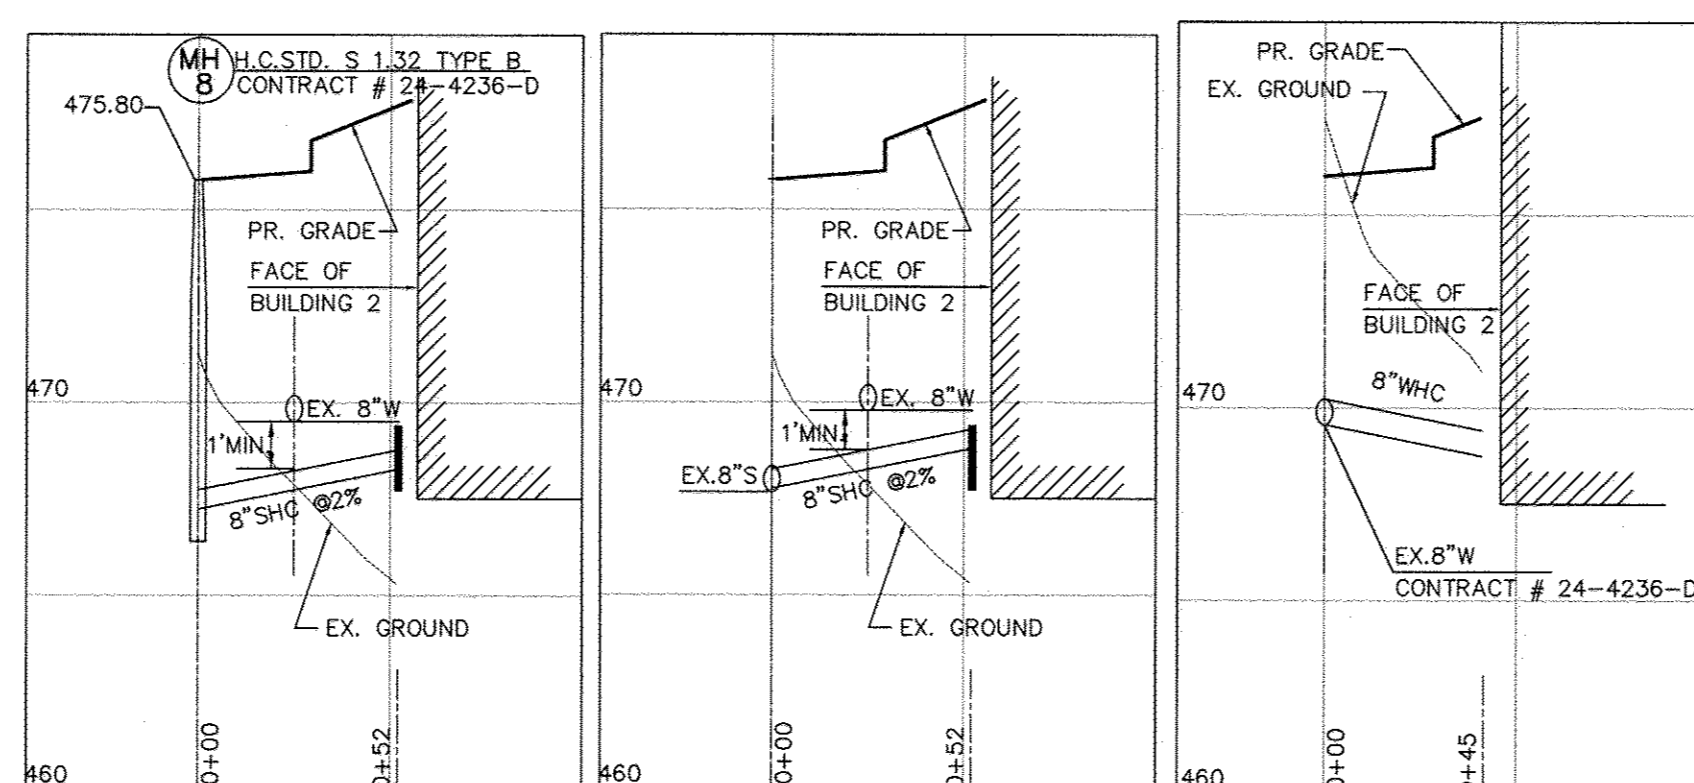 MH
8
H.C.STD. S 1.32 TYPE B
CONTRACT # 24-4236-D
475.80
PR. GRADE
FACE OF
BUILDING 2
470
EX. 8"W
1'MIN.
8"SHC @2%
EX. GROUND
460
0+00
0+52
PR. GRADE
FACE OF
BUILDING 2
470
EX. 8"W
1'MIN.
EX.8"S
8"SHC @2%
EX. GROUND
460
0+00
0+52
PR. GRADE
EX. GROUND
FACE OF
BUILDING 2
470
8"WHC
EX.8"W
CONTRACT # 24-4236-D
460
0+00
0+45